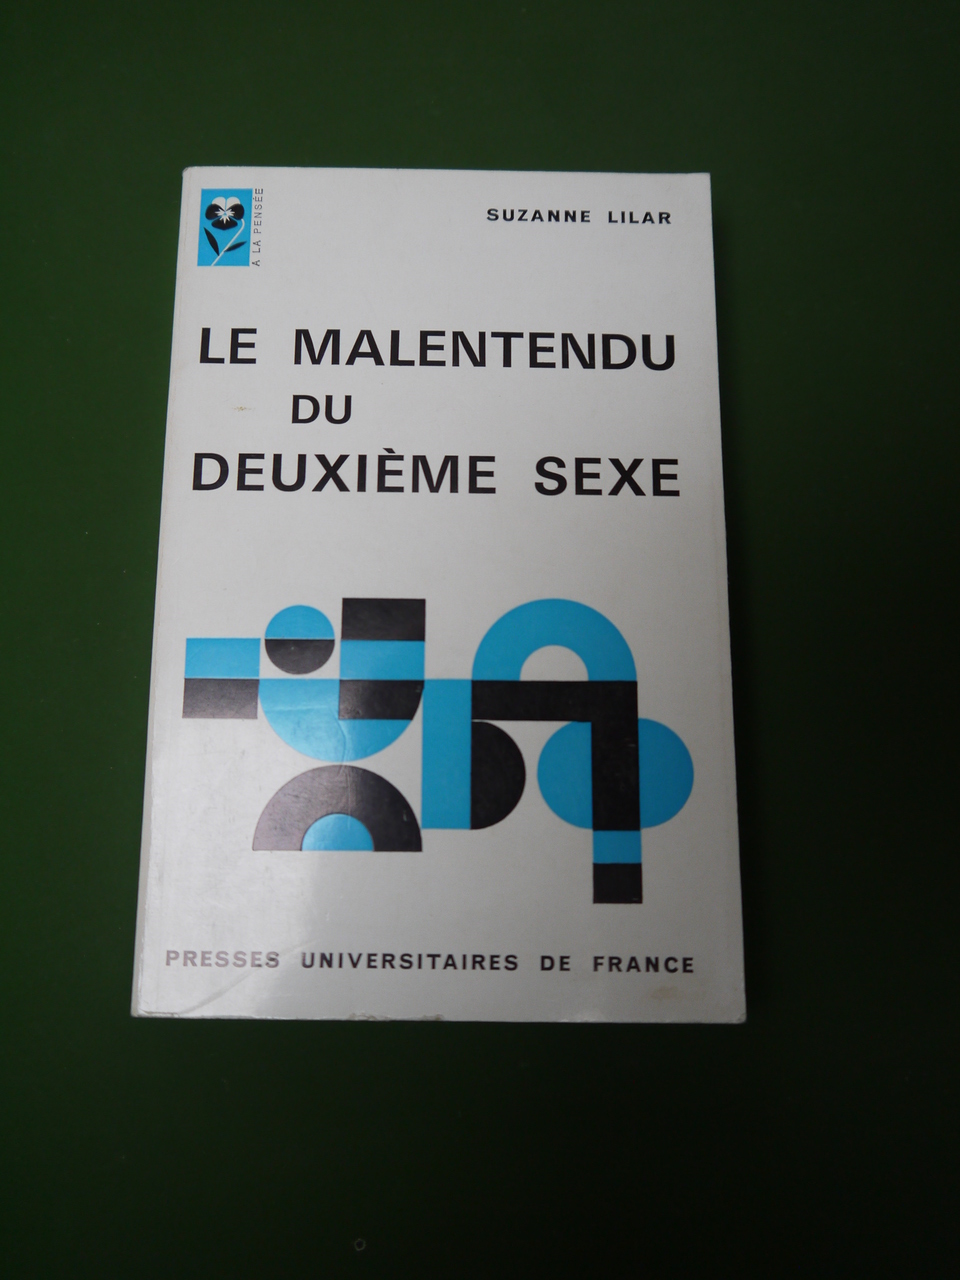 À LA PENSÉE
SUZANNE LILAR
LE MALENTENDU
DU
DEUXIÈME SEXE
PRESSES UNIVERSITAIRES DE FRANCE